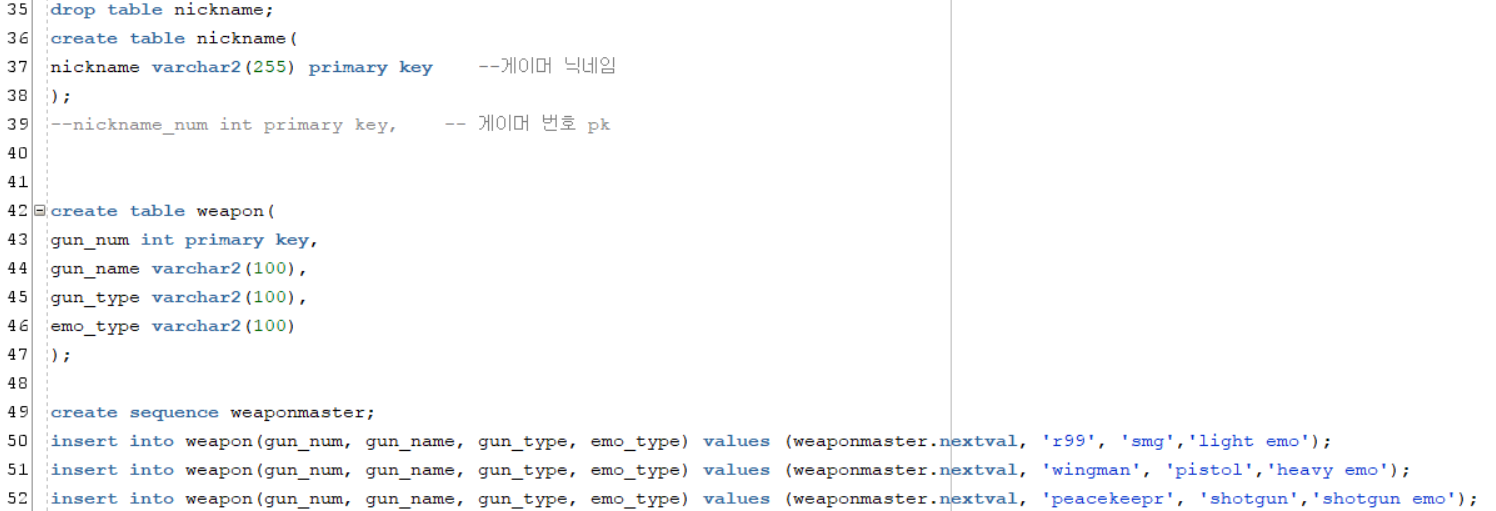 35 drop table nickname;
36 create table nickname(
37 nickname varchar2(255) primary key    --게이머 닉네임
38 );
39 --nickname_num int primary key,    -- 게이머 번호 pk
40
41
42 create table weapon(
43 gun_num int primary key,
44 gun_name varchar2(100),
45 gun_type varchar2(100),
46 emo_type varchar2(100)
47 );
48
49 create sequence weaponmaster;
50 insert into weapon(gun_num, gun_name, gun_type, emo_type) values (weaponmaster.nextval, 'r99', 'smg','light emo');
51 insert into weapon(gun_num, gun_name, gun_type, emo_type) values (weaponmaster.nextval, 'wingman', 'pistol','heavy emo');
52 insert into weapon(gun_num, gun_name, gun_type, emo_type) values (weaponmaster.nextval, 'peacekeepr', 'shotgun','shotgun emo');